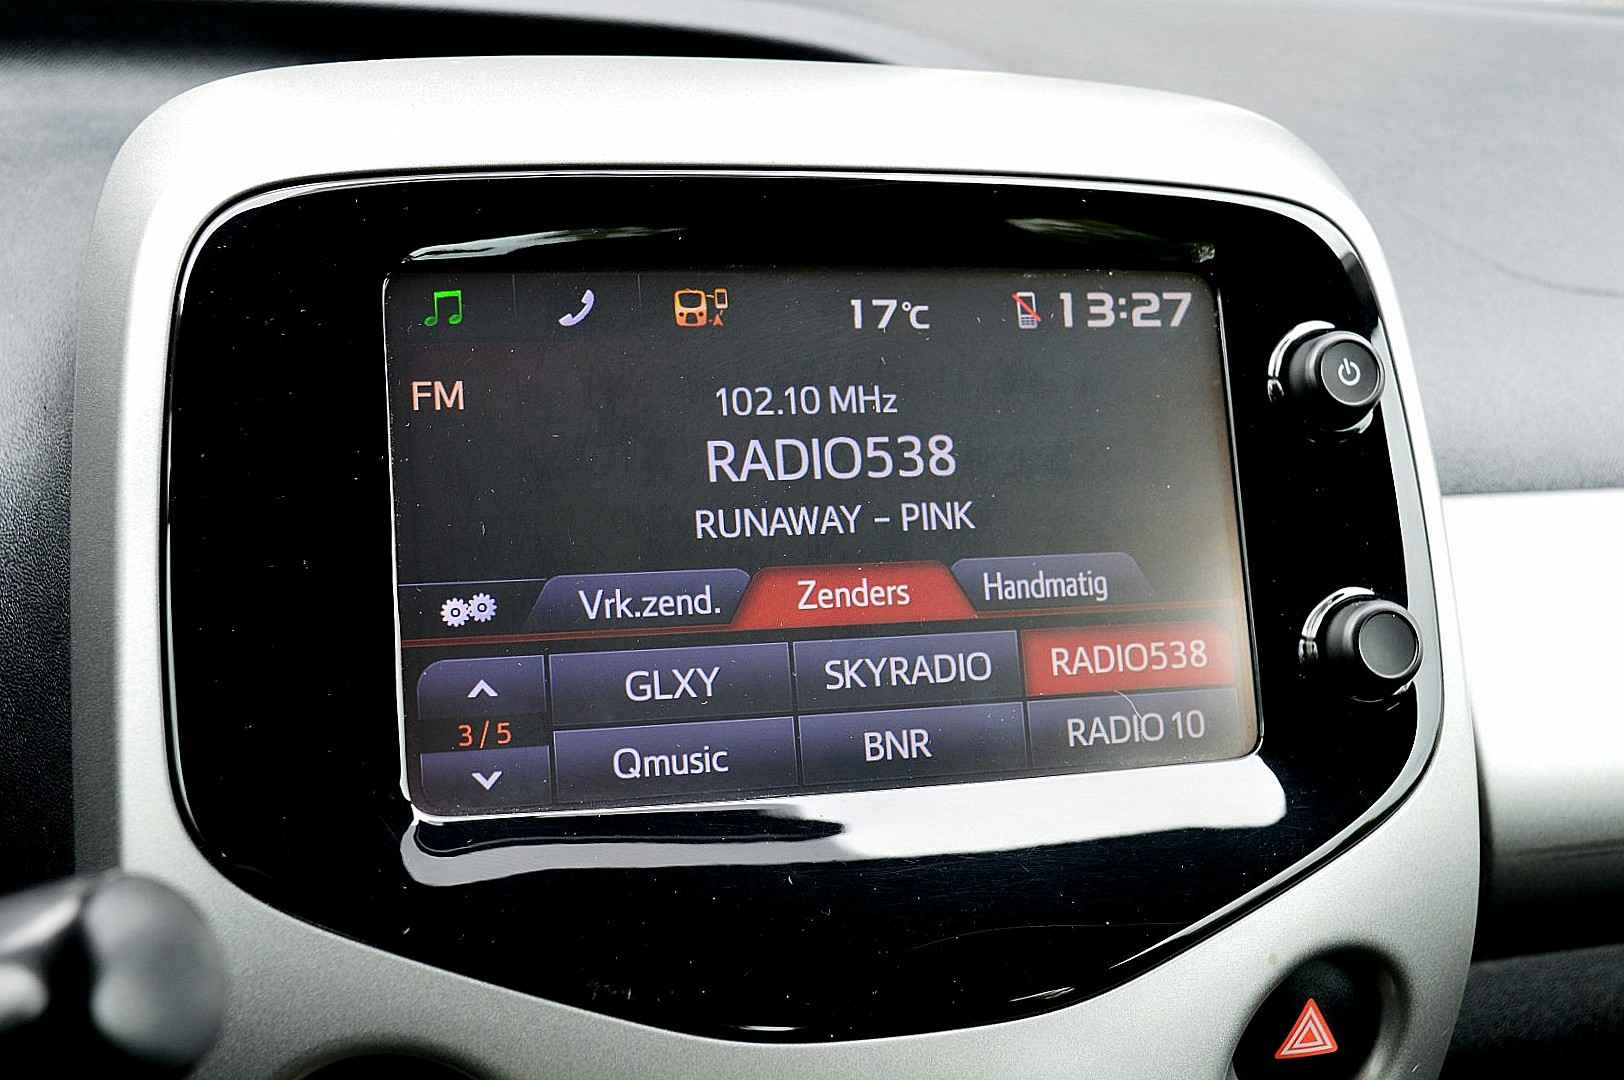 17℃ 13:27
FM
102.10 MHz
RADIO538
RUNAWAY – PINK
Vrk.zend. Zenders Handmatig
GLXY SKYRADIO RADIO538
3/5
Qmusic BNR RADIO 10